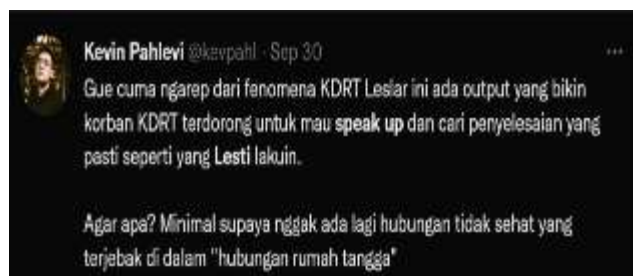 Kevin Pahlevi @kevpahl · Sep 30
Gue cuma ngarep dari fenomena KDRT Leslar ini ada output yang bikin
korban KDRT terdorong untuk mau speak up dan cari penyelesaian yang
pasti seperti yang Lesti lakuin.
Agar apa? Minimal supaya nggak ada lagi hubungan tidak sehat yang
terjebak di dalam "hubungan rumah tangga"